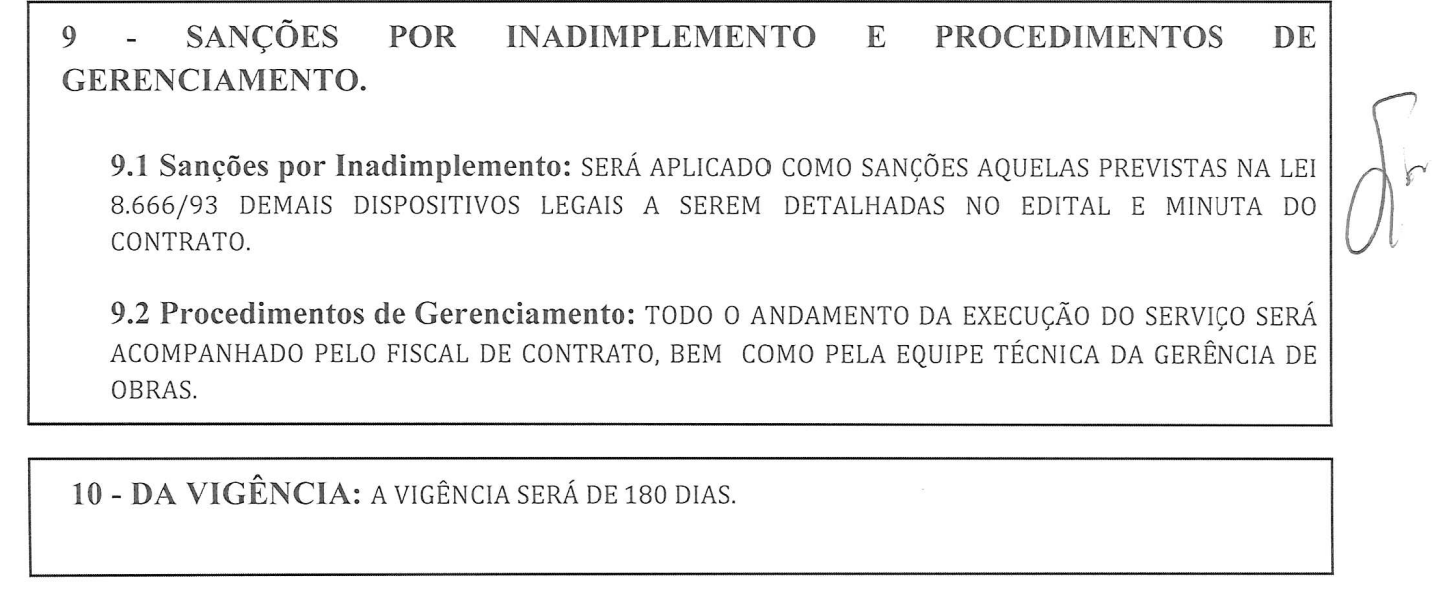 9 - SANÇÕES POR INADIMPLEMENTO E PROCEDIMENTOS DE
GERENCIAMENTO.
9.1 Sanções por Inadimplemento: SERÁ APLICADO COMO SANÇÕES AQUELAS PREVISTAS NA LEI
8.666/93 DEMAIS DISPOSITIVOS LEGAIS A SEREM DETALHADAS NO EDITAL E MINUTA DO
CONTRATO.
9.2 Procedimentos de Gerenciamento: TODO O ANDAMENTO DA EXECUÇÃO DO SERVIÇO SERÁ
ACOMPANHADO PELO FISCAL DE CONTRATO, BEM COMO PELA EQUIPE TÉCNICA DA GERÊNCIA DE
OBRAS.
10 - DA VIGÊNCIA: A VIGÊNCIA SERÁ DE 180 DIAS.